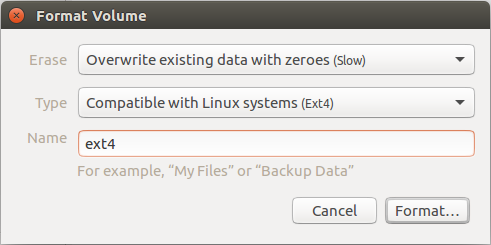 Format Volume
Erase Overwrite existing data with zeroes (Slow)
Type Compatible with Linux systems (Ext4)
Name ext4
For example, “My Files” or “Backup Data”
Cancel Format...